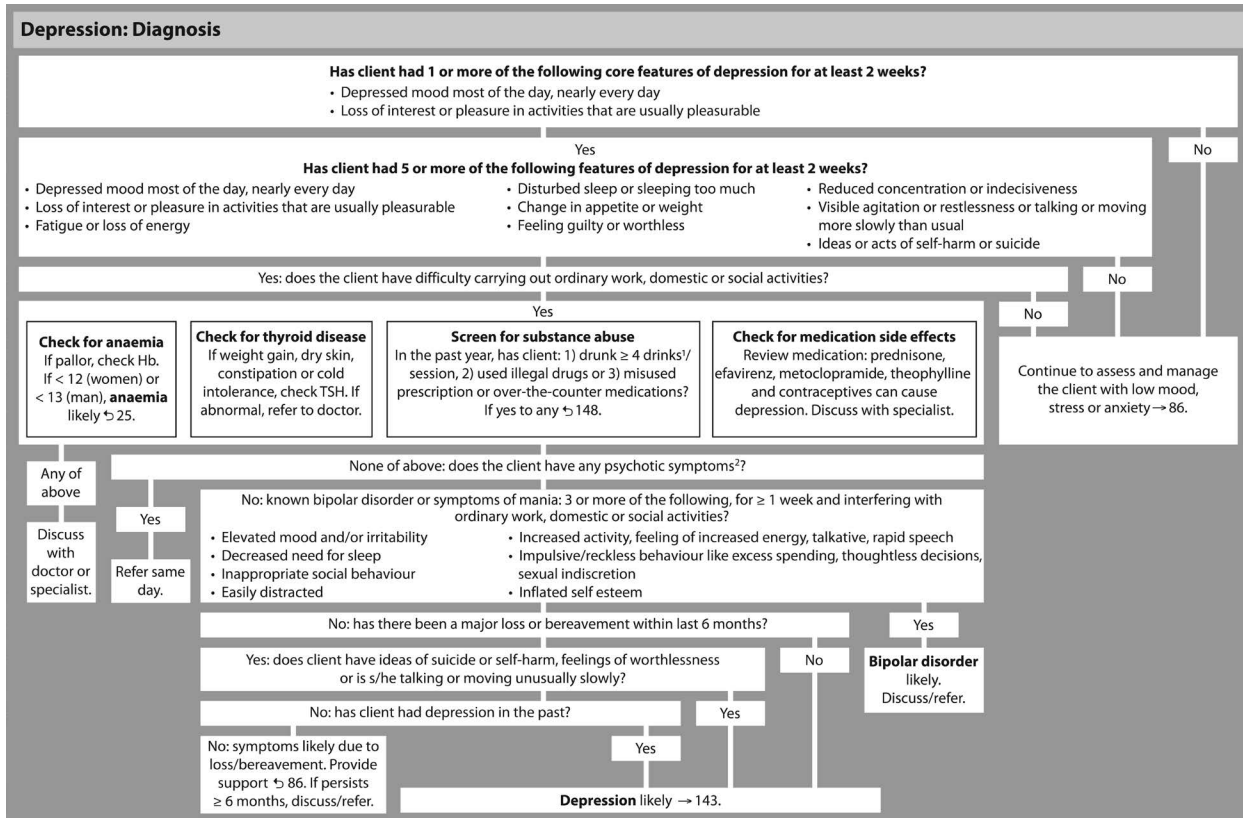 Depression: Diagnosis
Has client had 1 or more of the following core features of depression for at least 2 weeks?
• Depressed mood most of the day, nearly every day
• Loss of interest or pleasure in activities that are usually pleasurable
Yes
No
Has client had 5 or more of the following features of depression for at least 2 weeks?
• Depressed mood most of the day, nearly every day
• Loss of interest or pleasure in activities that are usually pleasurable
• Fatigue or loss of energy
• Disturbed sleep or sleeping too much
• Change in appetite or weight
• Feeling guilty or worthless
• Reduced concentration or indecisiveness
• Visible agitation or restlessness or talking or moving
more slowly than usual
• Ideas or acts of self-harm or suicide
Yes: does the client have difficulty carrying out ordinary work, domestic or social activities?
No
Yes
No
Check for anaemia
If pallor, check Hb.
If < 12 (women) or
< 13 (man), anaemia
likely ⮌ 25.
Check for thyroid disease
If weight gain, dry skin,
constipation or cold
intolerance, check TSH. If
abnormal, refer to doctor.
Screen for substance abuse
In the past year, has client: 1) drunk ≥ 4 drinks¹/
session, 2) used illegal drugs or 3) misused
prescription or over-the-counter medications?
If yes to any ⮌ 148.
Check for medication side effects
Review medication: prednisone,
efavirenz, metoclopramide, theophylline
and contraceptives can cause
depression. Discuss with specialist.
Continue to assess and manage
the client with low mood,
stress or anxiety → 86.
Any of
above
Discuss
with
doctor or
specialist.
None of above: does the client have any psychotic symptoms²?
Yes
Refer same
day.
No: known bipolar disorder or symptoms of mania: 3 or more of the following, for ≥ 1 week and interfering with
ordinary work, domestic or social activities?
• Elevated mood and/or irritability
• Decreased need for sleep
• Inappropriate social behaviour
• Easily distracted
• Increased activity, feeling of increased energy, talkative, rapid speech
• Impulsive/reckless behaviour like excess spending, thoughtless decisions,
sexual indiscretion
• Inflated self esteem
No: has there been a major loss or bereavement within last 6 months?
Yes
Bipolar disorder
likely.
Discuss/refer.
Yes: does client have ideas of suicide or self-harm, feelings of worthlessness
or is s/he talking or moving unusually slowly?
No
No: has client had depression in the past?
Yes
No: symptoms likely due to
loss/bereavement. Provide
support ⮌ 86. If persists
≥ 6 months, discuss/refer.
Yes
Depression likely → 143.